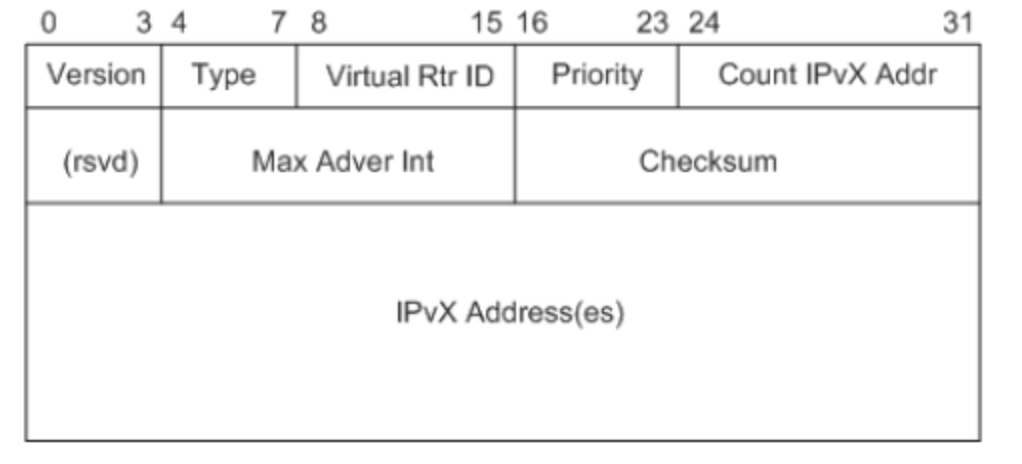 0 3 4 7 8 15 16 23 24 31
Version Type Virtual Rtr ID Priority Count IPvX Addr
(rsvd) Max Adver Int Checksum
IPvX Address(es)